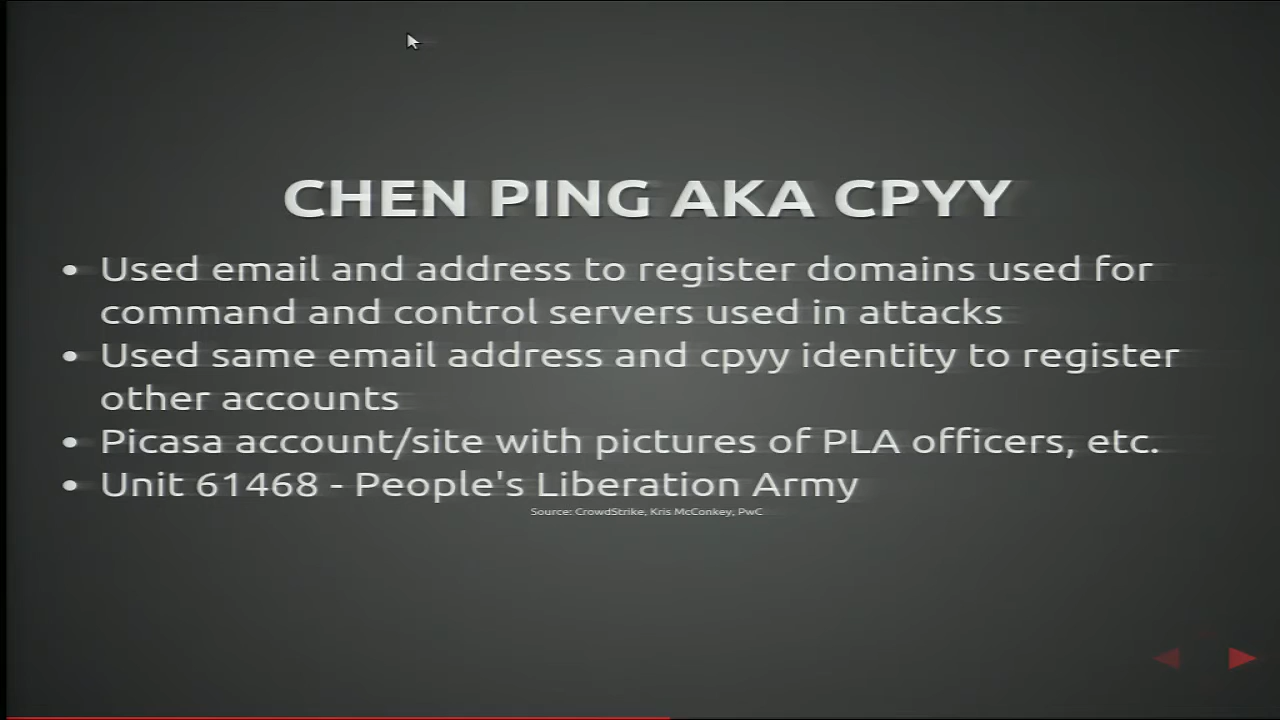 CHEN PING AKA CPYY
• Used email and address to register domains used for
command and control servers used in attacks
• Used same email address and cpyy identity to register
other accounts
• Picasa account/site with pictures of PLA officers, etc.
• Unit 61468 - People's Liberation Army
Source: CrowdStrike, Kris McConkey, PwC